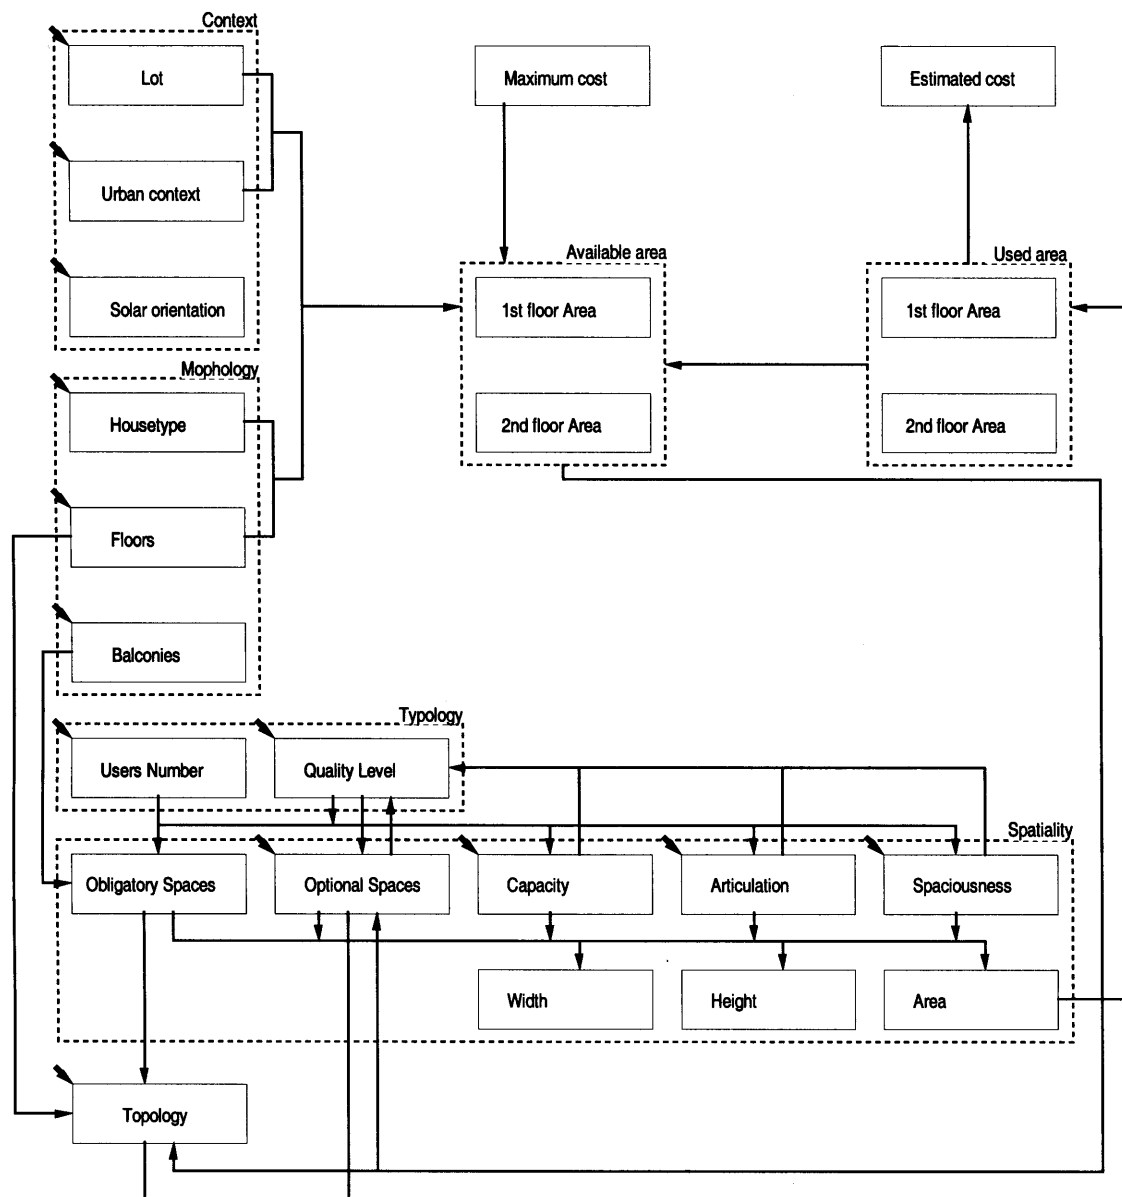 Context
Lot
Maximum cost
Estimated cost
Urban context
Available area
Used area
Solar orientation
1st floor Area
1st floor Area
Mophology
Housetype
2nd floor Area
2nd floor Area
Floors
Balconies
Typology
Users Number
Quality Level
Spatiality
Obligatory Spaces
Optional Spaces
Capacity
Articulation
Spaciousness
Width
Height
Area
Topology